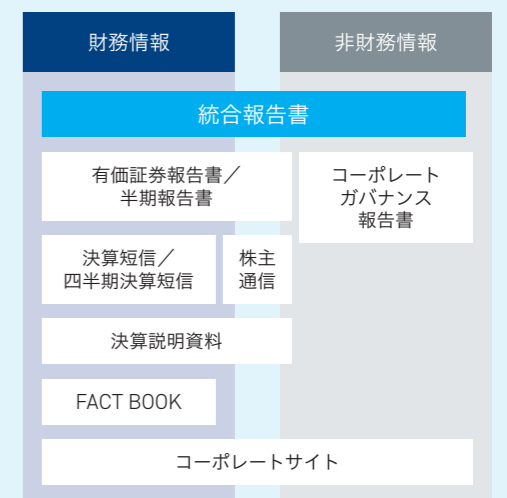 財務情報
非財務情報
統合報告書
有価証券報告書／
半期報告書
コーポレート
ガバナンス
報告書
決算短信／
四半期決算短信
株主
通信
決算説明資料
FACT BOOK
コーポレートサイト